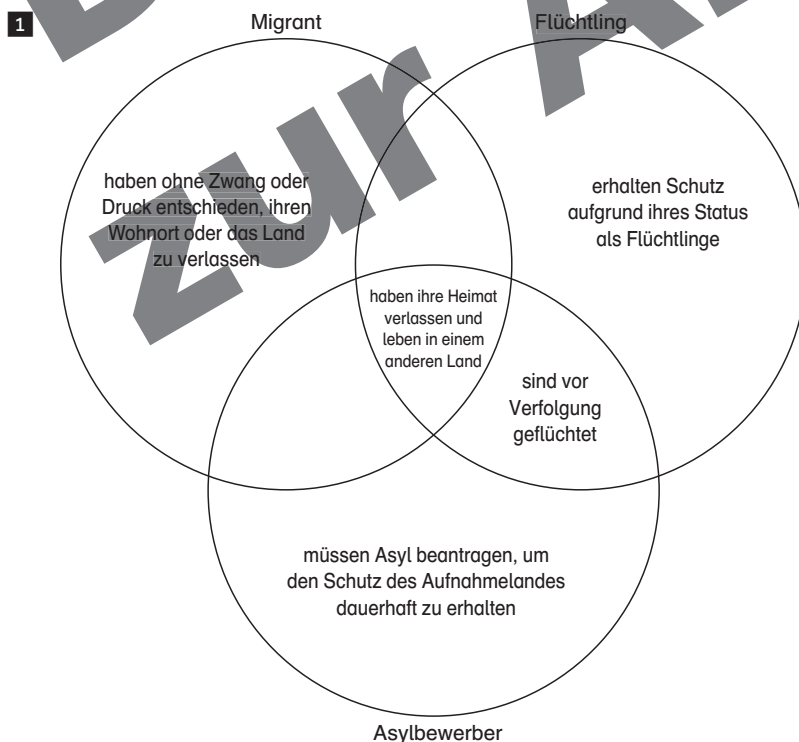 1
Migrant
Flüchtling
haben ohne Zwang oder
Druck entschieden, ihren
Wohnort oder das Land
zu verlassen
erhalten Schutz
aufgrund ihres Status
als Flüchtlinge
haben ihre Heimat
verlassen und
leben in einem
anderen Land
sind vor
Verfolgung
geflüchtet
müssen Asyl beantragen, um
den Schutz des Aufnahmelandes
dauerhaft zu erhalten
Asylbewerber
zur